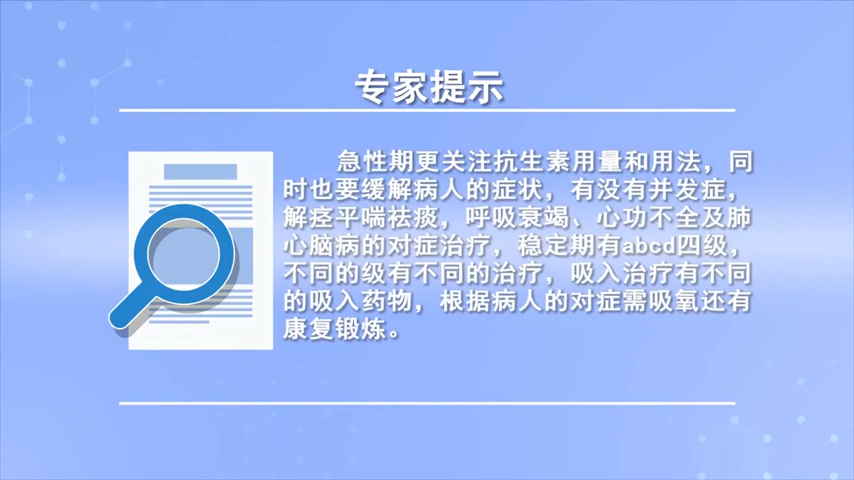 专家提示
急性期更关注抗生素用量和用法，同
时也要缓解病人的症状，有没有并发症，
解痉平喘祛痰，呼吸衰竭、心功不全及肺
心脑病的对症治疗，稳定期有abcd四级，
不同的级有不同的治疗，吸入治疗有不同
的吸入药物，根据病人的对症需吸氧还有
康复锻炼。